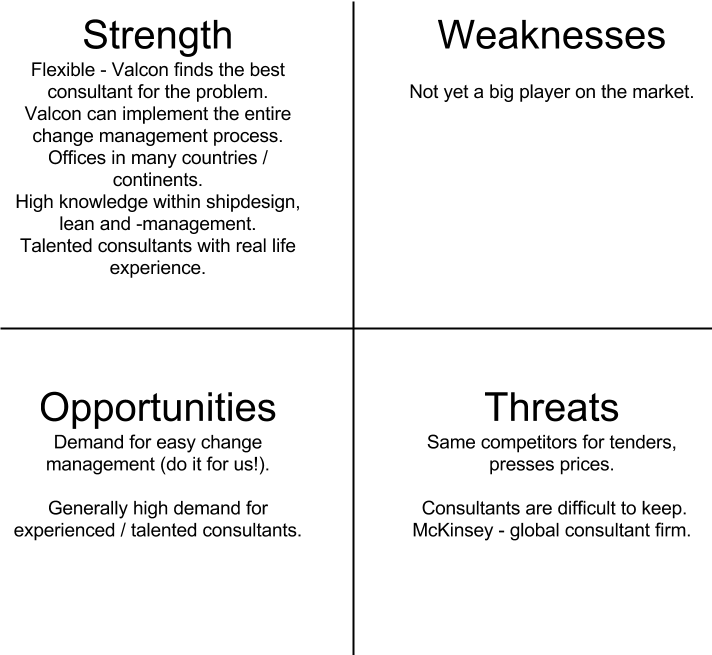 Strength
Flexible - Valcon finds the best
consultant for the problem.
Valcon can implement the entire
change management process.
Offices in many countries /
continents.
High knowledge within shipdesign,
lean and -management.
Talented consultants with real life
experience.
Weaknesses
Not yet a big player on the market.
Opportunities
Demand for easy change
management (do it for us!).
Generally high demand for
experienced / talented consultants.
Threats
Same competitors for tenders,
presses prices.
Consultants are difficult to keep.
McKinsey - global consultant firm.